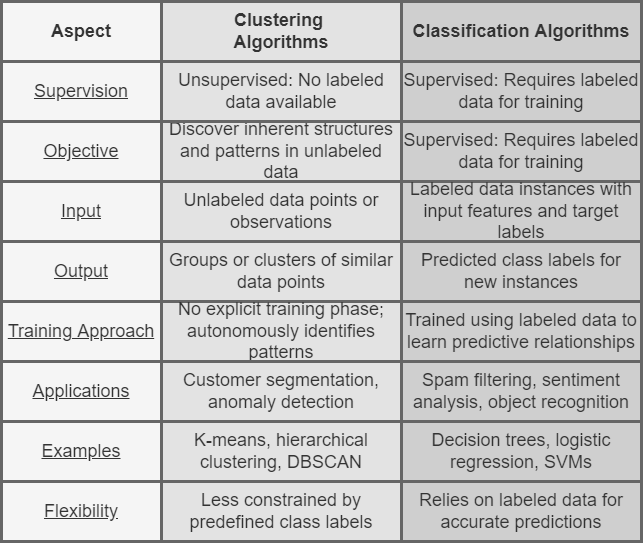 Aspect
Clustering
Algorithms
Classification Algorithms
Supervision
Unsupervised: No labeled
data available
Supervised: Requires labeled
data for training
Objective
Discover inherent structures
and patterns in unlabeled
data
Supervised: Requires labeled
data for training
Input
Unlabeled data points or
observations
Labeled data instances with
input features and target
labels
Output
Groups or clusters of similar
data points
Predicted class labels for
new instances
Training Approach
No explicit training phase;
autonomously identifies
patterns
Trained using labeled data to
learn predictive relationships
Applications
Customer segmentation,
anomaly detection
Spam filtering, sentiment
analysis, object recognition
Examples
K-means, hierarchical
clustering, DBSCAN
Decision trees, logistic
regression, SVMs
Flexibility
Less constrained by
predefined class labels
Relies on labeled data for
accurate predictions